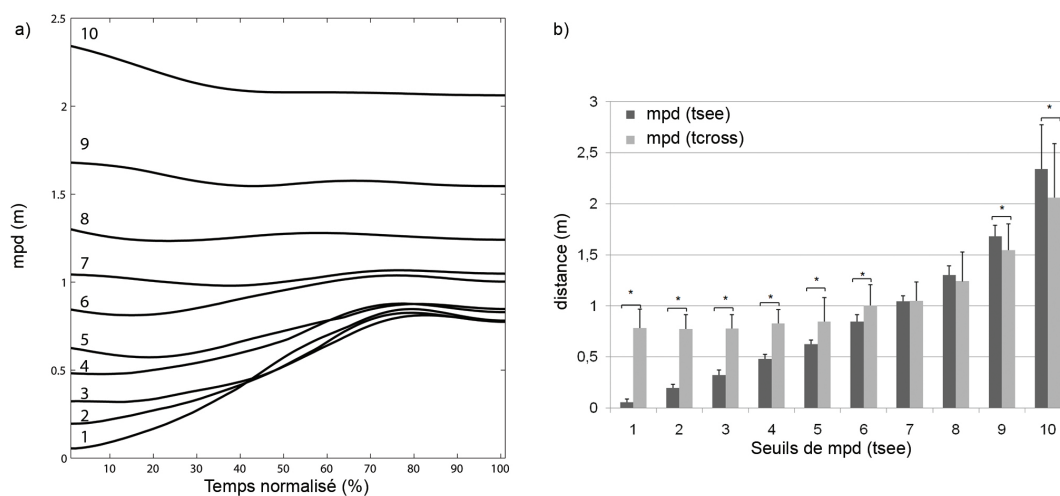 a)
2.5
2
1.5
1
0.5
0
mpd (m)
10
9
8
7
6
5
4
3
2
1
10 20 30 40 50 60 70 80 90 100
Temps normalisé (%)
b)
mpd (tsee)
mpd (tcross)
3
2,5
2
1,5
1
0,5
0
distance (m)
* * * * * * * *
1 2 3 4 5 6 7 8 9 10
Seuils de mpd (tsee)